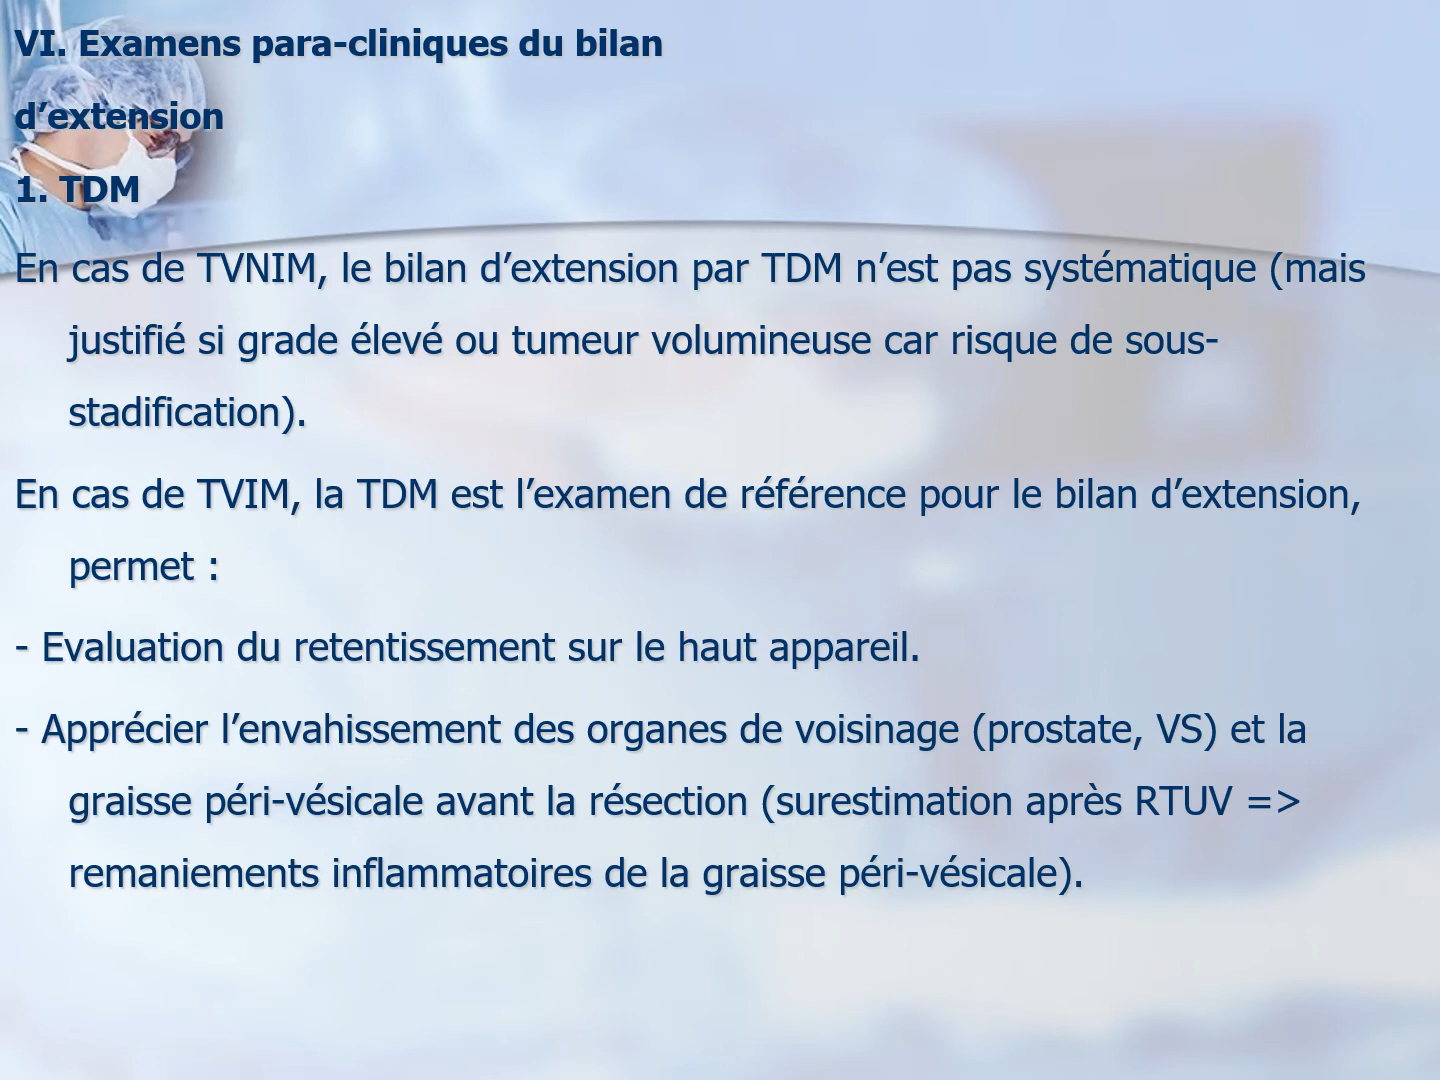 VI. Examens para-cliniques du bilan
d’extension
1. TDM
En cas de TVNIM, le bilan d’extension par TDM n’est pas systématique (mais
justifié si grade élevé ou tumeur volumineuse car risque de sous-
stadification).
En cas de TVIM, la TDM est l’examen de référence pour le bilan d’extension,
permet :
- Evaluation du retentissement sur le haut appareil.
- Apprécier l’envahissement des organes de voisinage (prostate, VS) et la
graisse péri-vésicale avant la résection (surestimation après RTUV =>
remaniements inflammatoires de la graisse péri-vésicale).